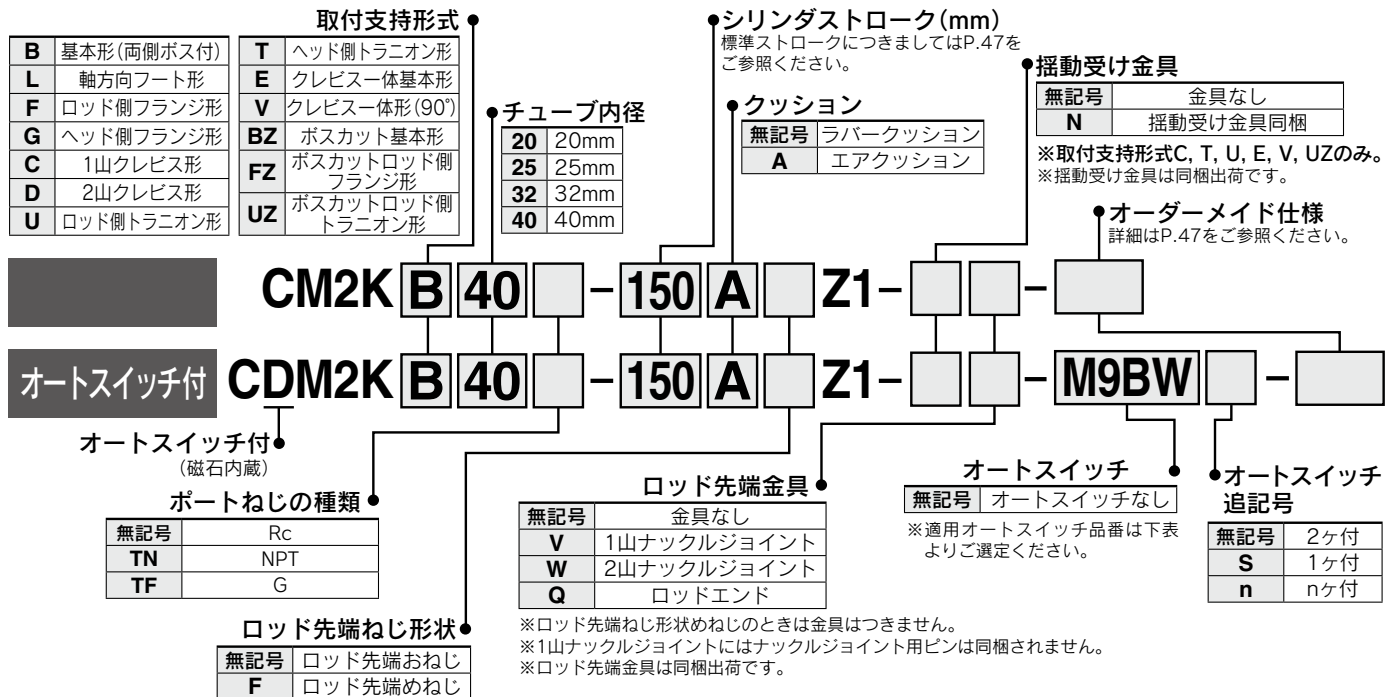 取付支持形式
B 基本形(両側ボス付)
L 軸方向フート形
F ロッド側フランジ形
G ヘッド側フランジ形
C 1山クレビス形
D 2山クレビス形
U ロッド側トラニオン形
T ヘッド側トラニオン形
E クレビス一体基本形
V クレビス一体形(90°)
BZ ボスカット基本形
FZ ボスカットロッド側
フランジ形
UZ ボスカットロッド側
トラニオン形
チューブ内径
20 20mm
25 25mm
32 32mm
40 40mm
シリンダストローク(mm)
標準ストロークにつきましてはP.47を
ご参照ください。
クッション
無記号 ラバークッション
A エアクッション
揺動受け金具
無記号 金具なし
N 揺動受け金具同梱
※取付支持形式C, T, U, E, V, UZのみ。
※揺動受け金具は同梱出荷です。
オーダーメイド仕様
詳細はP.47をご参照ください。
CM2K B 40 - 150 A Z1- -
オートスイッチ付 CDM2K B 40 - 150 A Z1- - M9BW -
オートスイッチ付
(磁石内蔵)
ポートねじの種類
無記号 Rc
TN NPT
TF G
ロッド先端ねじ形状
無記号 ロッド先端おねじ
F ロッド先端めねじ
ロッド先端金具
無記号 金具なし
V 1山ナックルジョイント
W 2山ナックルジョイント
Q ロッドエンド
※ロッド先端ねじ形状めねじのときは金具はつきません。
※1山ナックルジョイントにはナックルジョイント用ピンは同梱されません。
※ロッド先端金具は同梱出荷です。
オートスイッチ
無記号 オートスイッチなし
※適用オートスイッチ品番は下表
よりご選定ください。
オートスイッチ
追記号
無記号 2ヶ付
S 1ヶ付
n nヶ付